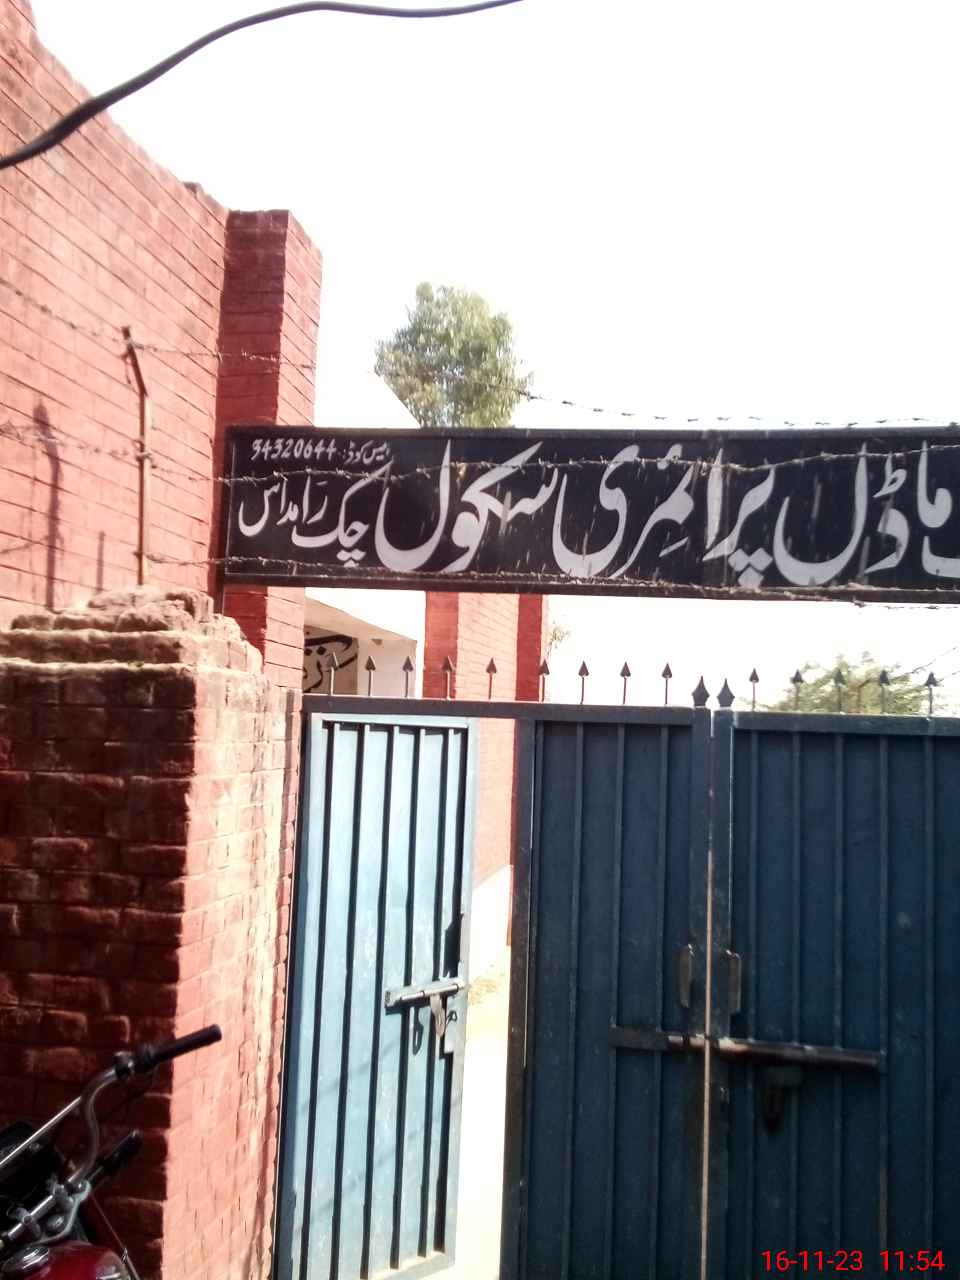 ماڈل پرائمری سکول چک رامداس
ایمس کوڈ: 34320644
16-11-23 11:54